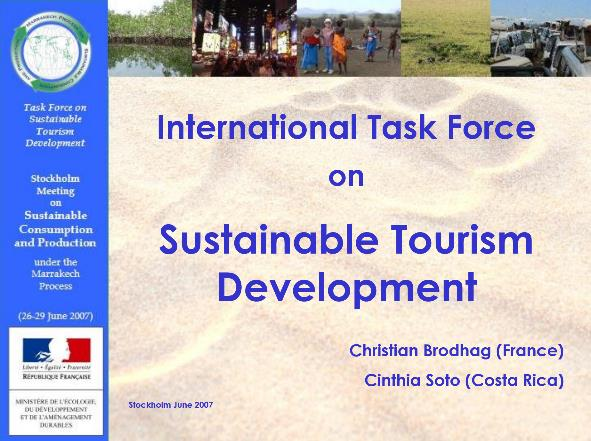 MARRAKECH PROCESS
Task Force on
Sustainable
Tourism
Development
Stockholm
Meeting
on
Sustainable
Consumption
and Production
under the
Marrakech
Process
(26-29 June 2007)
Liberté • Égalité • Fraternité
RÉPUBLIQUE FRANÇAISE
MINISTÈRE DE L'ÉCOLOGIE,
DU DÉVELOPPEMENT
ET DE L'AMÉNAGEMENT
DURABLES
International Task Force
on
Sustainable Tourism
Development
Christian Brodhag (France)
Cinthia Soto (Costa Rica)
Stockholm June 2007